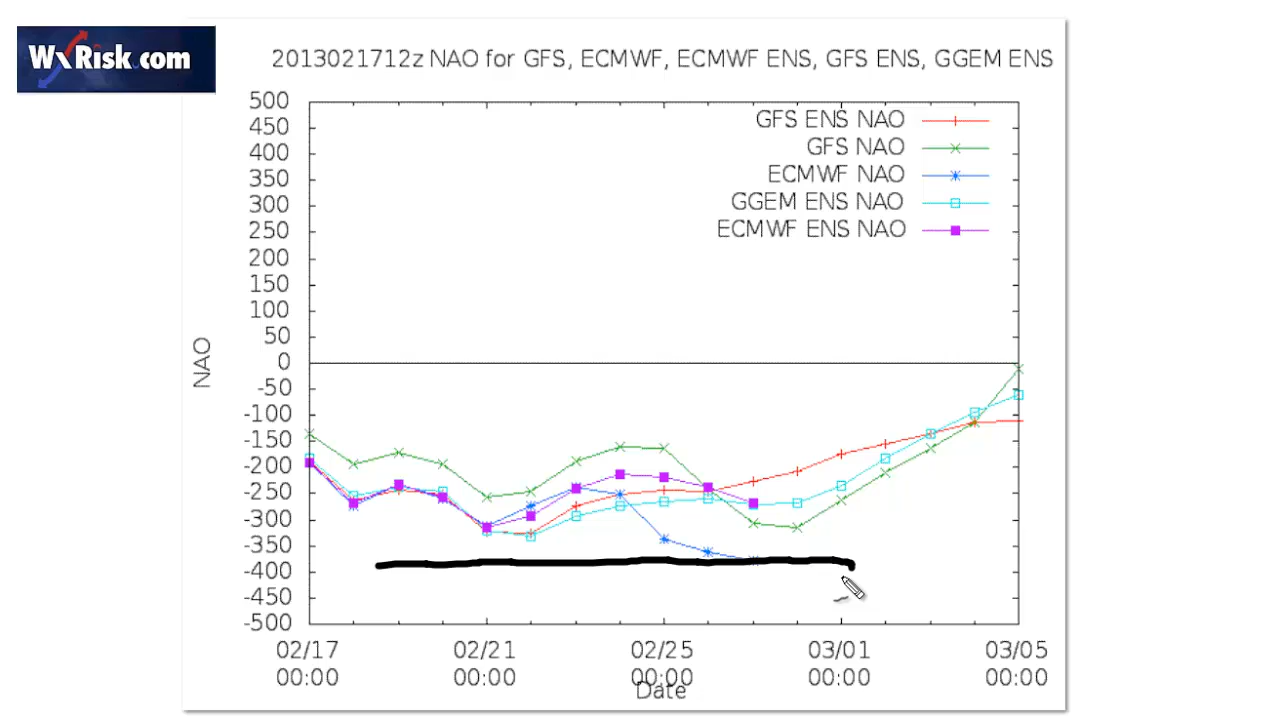 WxRisk.com
2013021712z NAO for GFS, ECMWF, ECMWF ENS, GFS ENS, GGEM ENS
500
450
400
350
300
250
200
150
100
50
0
-50
-100
-150
-200
-250
-300
-350
-400
-450
-500
NAO
GFS ENS NAO
GFS NAO
ECMWF NAO
GGEM ENS NAO
ECMWF ENS NAO
02/17 02/21 02/25 03/01 03/05
00:00 00:00 00:00 00:00 00:00
Date